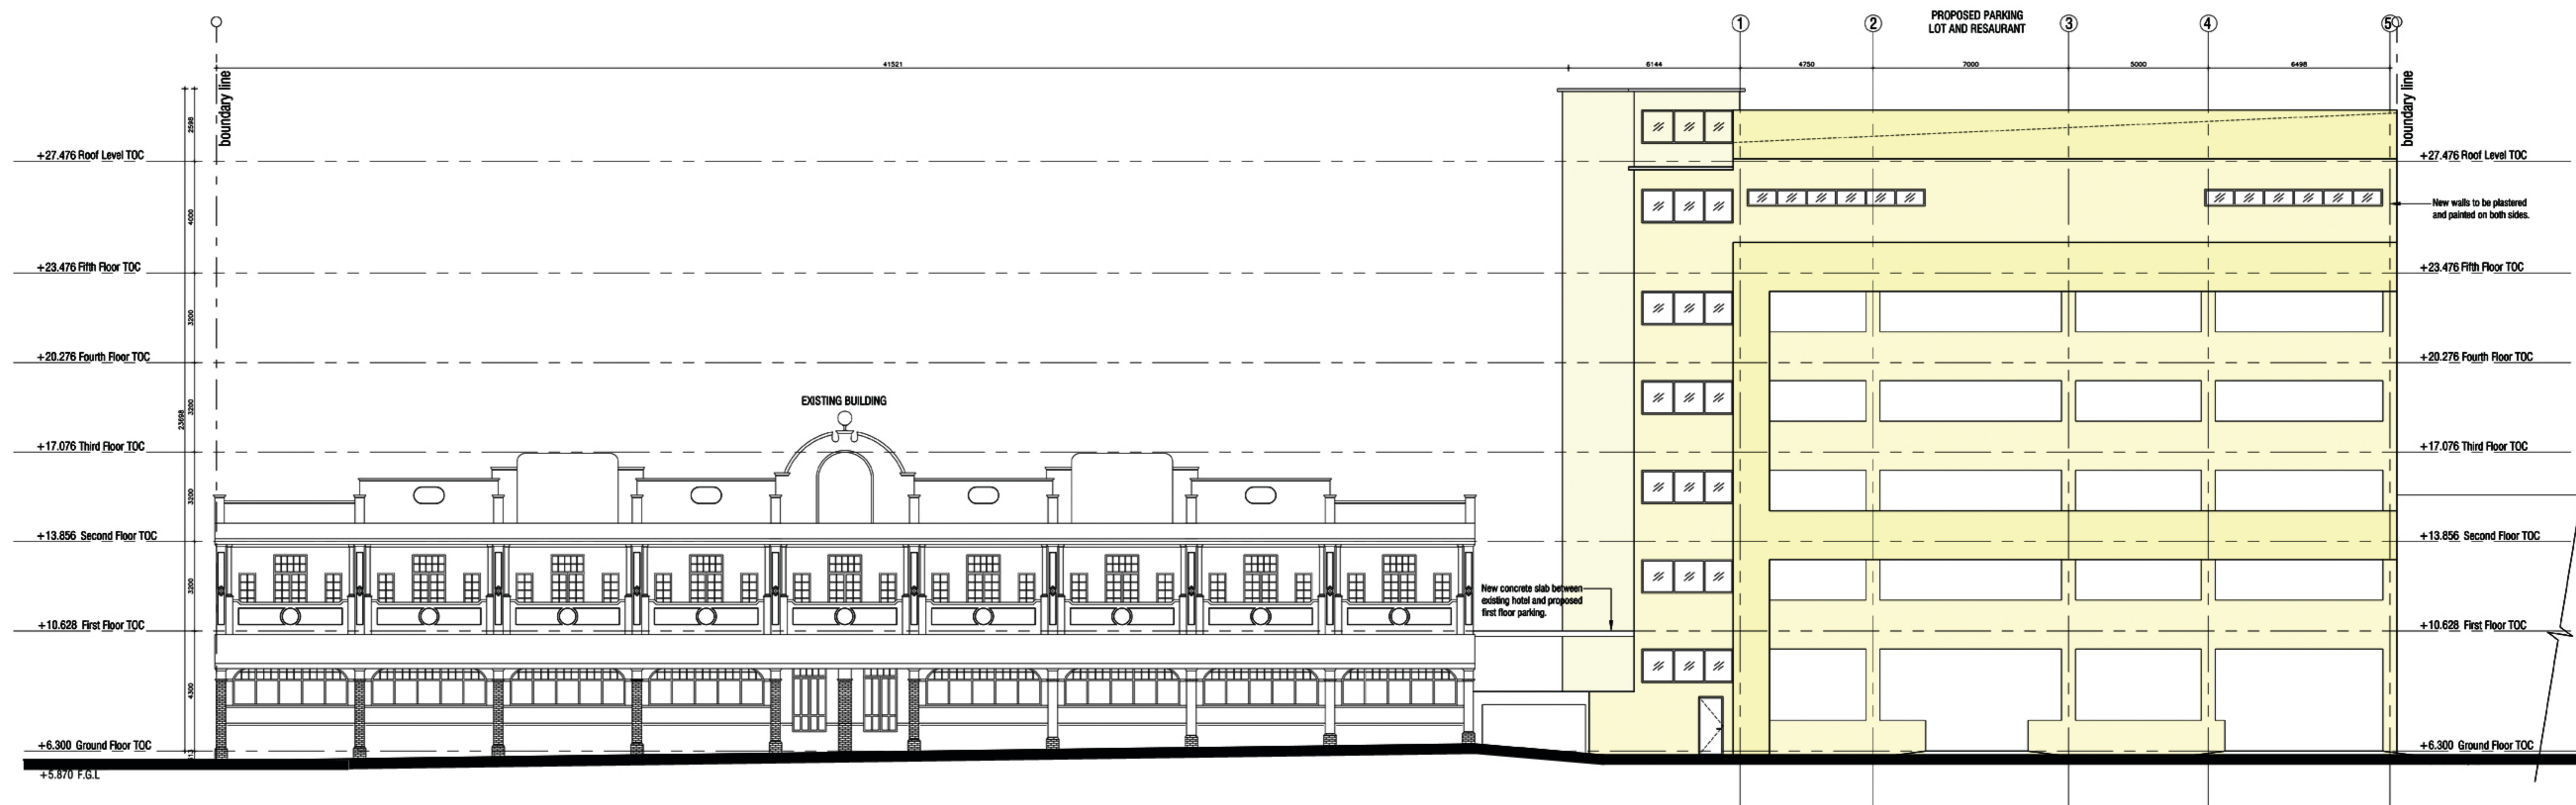 1
2
PROPOSED PARKING
LOT AND RESAURANT
3
4
5
41521
6144
4750
7000
5000
6498
boundary line
boundary line
2598
+27.476 Roof Level TOC
+27.476 Roof Level TOC
4000
New walls to be plastered
and painted on both sides.
+23.476 Fifth Floor TOC
+23.476 Fifth Floor TOC
3200
+20.276 Fourth Floor TOC
+20.276 Fourth Floor TOC
3200
23698
EXISTING BUILDING
+17.076 Third Floor TOC
+17.076 Third Floor TOC
3200
+13.856 Second Floor TOC
+13.856 Second Floor TOC
3200
New concrete slab between
existing hotel and proposed
first floor parking.
+10.628 First Floor TOC
+10.628 First Floor TOC
4300
+6.300 Ground Floor TOC
+6.300 Ground Floor TOC
+5.870 F.G.L